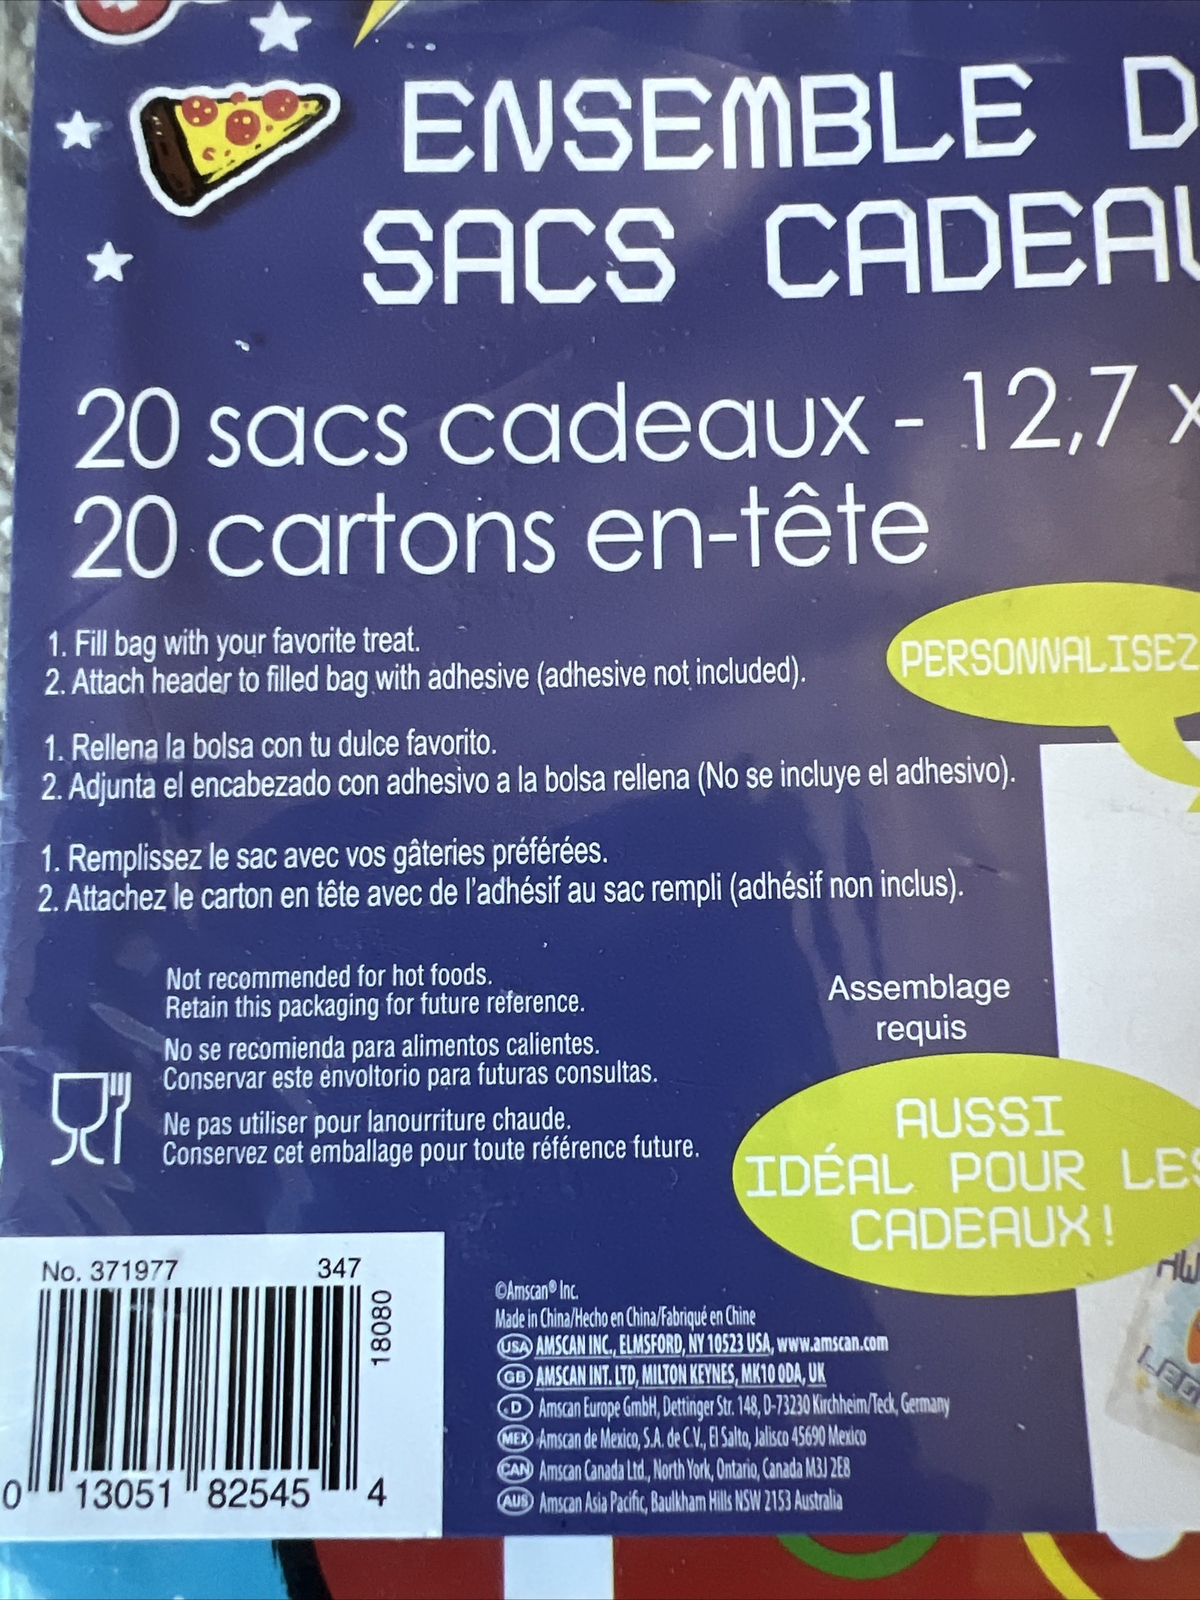 ENSEMBLE D
SACS CADEAU
20 sacs cadeaux - 12,7 x
20 cartons en-tête
1. Fill bag with your favorite treat.
2. Attach header to filled bag with adhesive (adhesive not included).
PERSONNALISEZ
1. Rellena la bolsa con tu dulce favorito.
2. Adjunta el encabezado con adhesivo a la bolsa rellena (No se incluye el adhesivo).
1. Remplissez le sac avec vos gâteries préférées.
2. Attachez le carton en tête avec de l'adhésif au sac rempli (adhésif non inclus).
Not recommended for hot foods.
Retain this packaging for future reference.
No se recomienda para alimentos calientes.
Conservar este envoltorio para futuras consultas.
Ne pas utiliser pour lanourriture chaude.
Conservez cet emballage pour toute référence future.
Assemblage
requis
AUSSI
IDÉAL POUR LES
CADEAUX!
No. 371977 347
18080
0 13051 82545 4
©Amscan® Inc.
Made in China/Hecho en China/Fabriqué en Chine
USA AMSCAN INC., ELMSFORD, NY 10523 USA, www.amscan.com
GB AMSCAN INT. LTD, MILTON KEYNES, MK10 0DA, UK
D Amscan Europe GmbH, Dettinger Str. 148, D-73230 Kirchheim/Teck, Germany
MEX Amscan de Mexico, S.A. de C.V., El Salto, Jalisco 45690 Mexico
CAN Amscan Canada Ltd., North York, Ontario, Canada M3J 2E8
AUS Amscan Asia Pacific, Baulkham Hills NSW 2153 Australia